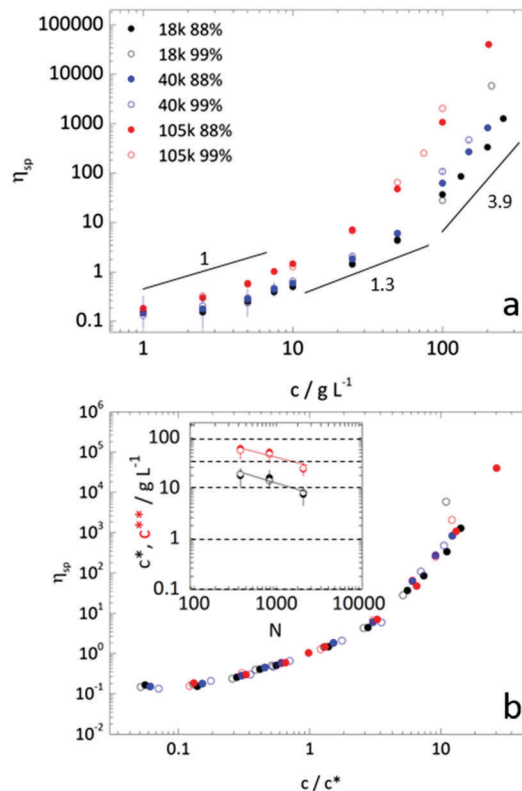 100000
10000
1000
100
10
1
0.1
η_sp
18k 88%
18k 99%
40k 88%
40k 99%
105k 88%
105k 99%
1
1.3
3.9
a
1 10 100
c / g L⁻¹
10⁶
10⁵
10⁴
10³
10²
10¹
10⁰
10⁻¹
10⁻²
η_sp
100
10
1
0.1
c*, c** / g L⁻¹
100 1000 10000
N
b
0.1 1 10
c / c*